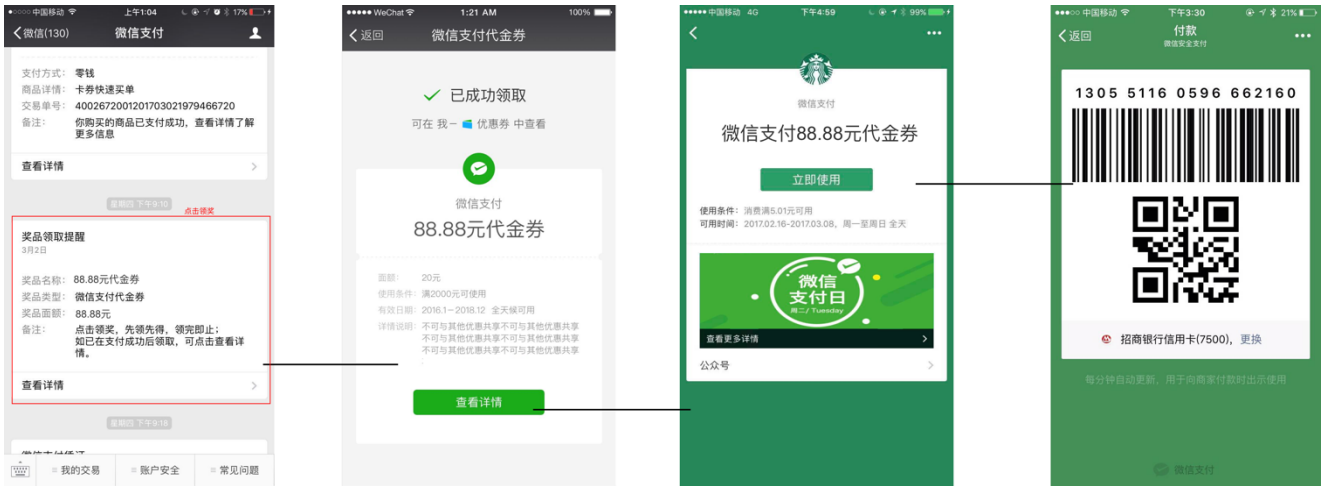 中国移动
上午1:04
17%
微信(130)
微信支付
支付方式： 零钱
商品详情： 卡券快速买单
交易单号： 4002672001201703021979466720
备注： 你购买的商品已支付成功，查看详情了解
更多信息
查看详情
星期四 下午9:10
点击领奖
奖品领取提醒
3月2日
奖品名称： 88.88元代金券
奖品类型： 微信支付代金券
奖品面额： 88.88元
备注： 点击领奖，先领先得，领完即止；
如已在支付成功后领取，可点击查看详
情。
查看详情
星期四 下午9:18
我的交易
账户安全
常见问题
WeChat
1:21 AM
100%
返回
微信支付代金券
已成功领取
可在 我－ 优惠券 中查看
微信支付
88.88元代金券
面额： 20元
使用条件： 满2000元可使用
有效日期： 2016.1－2018.12 全天候可用
详情说明： 不可与其他优惠共享不可与其他优惠共享
不可与其他优惠共享不可与其他优惠共享
不可与其他优惠共享不可与其他优惠共享
查看详情
中国移动 4G
下午4:59
99%
微信支付
微信支付88.88元代金券
立即使用
使用条件：消费满5.01元可用
可用时间：2017.02.16-2017.03.08，周一至周日 全天
微信
支付日
周二/ Tuesday
查看更多详情
公众号
中国移动
下午3:30
21%
返回
付款
微信安全支付
1305 5116 0596 662160
招商银行信用卡(7500)，更换
每分钟自动更新，用于向商家付款时出示使用
微信支付